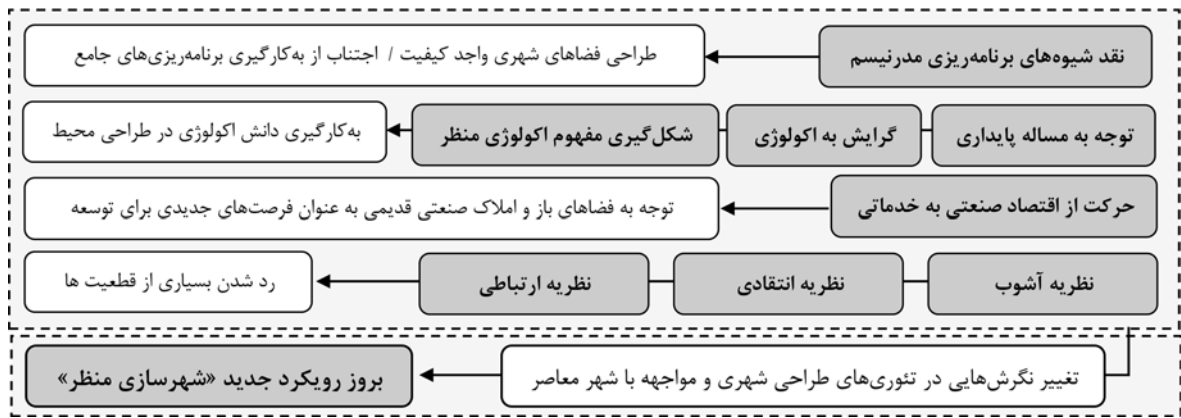 نقد شیوه‌های برنامه‌ریزی مدرنیسم
طراحی فضاهای شهری واجد کیفیت / اجتناب از به‌کارگیری برنامه‌ریزی‌های جامع
توجه به مساله پایداری
گرایش به اکولوژی
شکل‌گیری مفهوم اکولوژی منظر
به‌کارگیری دانش اکولوژی در طراحی محیط
حرکت از اقتصاد صنعتی به خدماتی
توجه به فضاهای باز و املاک صنعتی قدیمی به عنوان فرصت‌های جدیدی برای توسعه
نظریه آشوب
نظریه انتقادی
نظریه ارتباطی
رد شدن بسیاری از قطعیت ها
تغییر نگرش‌هایی در تئوری‌های طراحی شهری و مواجهه با شهر معاصر
بروز رویکرد جدید «شهرسازی منظر»